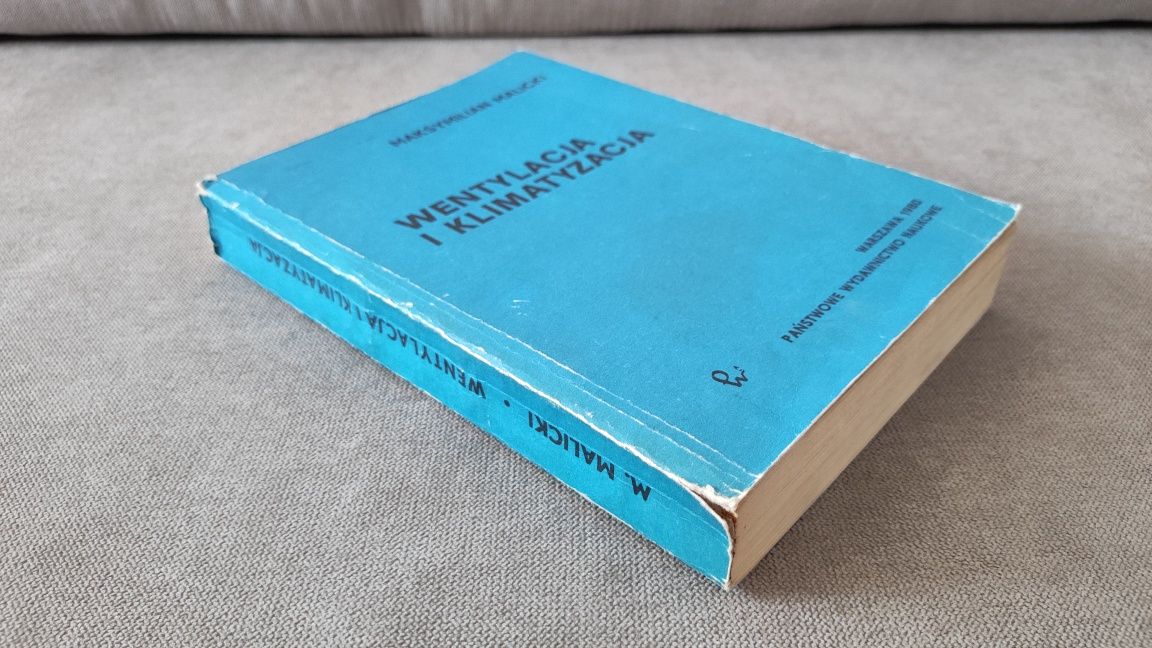 MAKSYMILIAN MALICKI
WENTYLACJA
I KLIMATYZACJA
WARSZAWA 1980
PAŃSTWOWE WYDAWNICTWO NAUKOWE
M. MALICKI • WENTYLACJA I KLIMATYZACJA